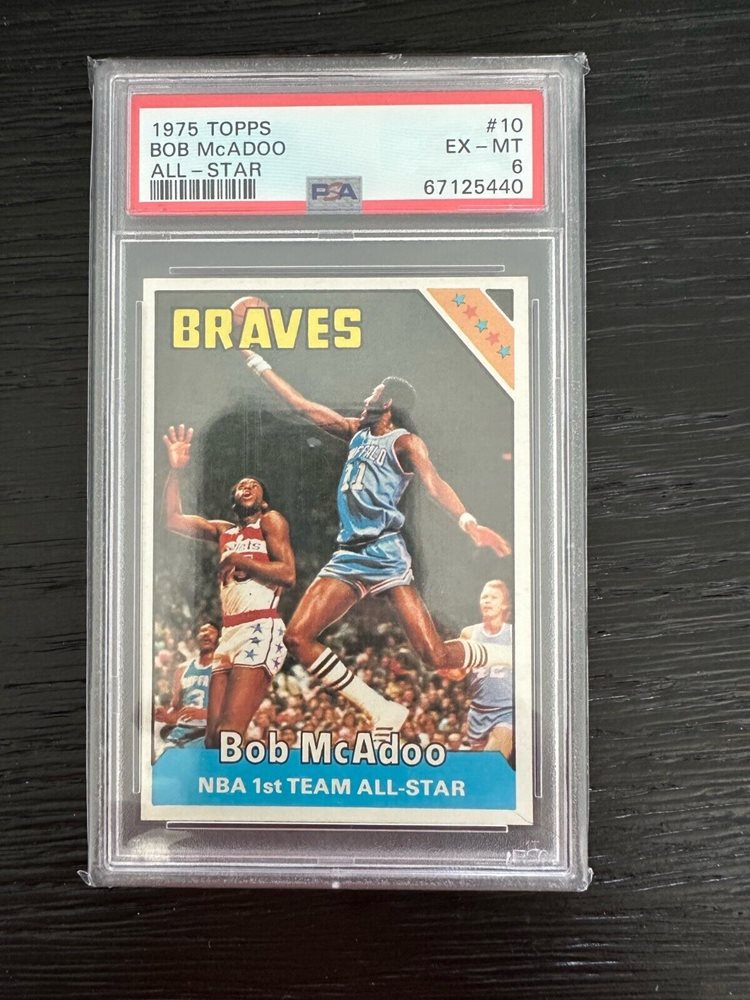 1975 TOPPS #10
BOB McADOO EX – MT
ALL – STAR 6
PSA 67125440
BRAVES
BUFFALO
11
Bob McAdoo
NBA 1st TEAM ALL-STAR